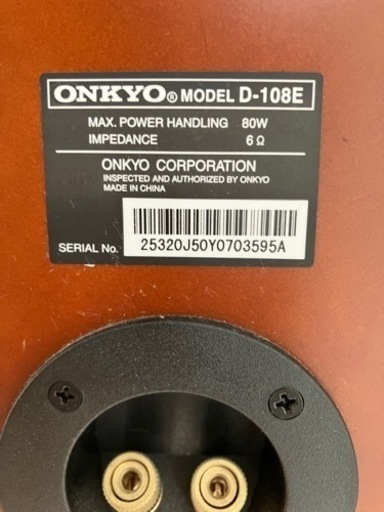 ONKYO® MODEL D-108E
MAX. POWER HANDLING 80W
IMPEDANCE 6 Ω
ONKYO CORPORATION
INSPECTED AND AUTHORIZED BY ONKYO
MADE IN CHINA
SERIAL No. 25320J50Y0703595A